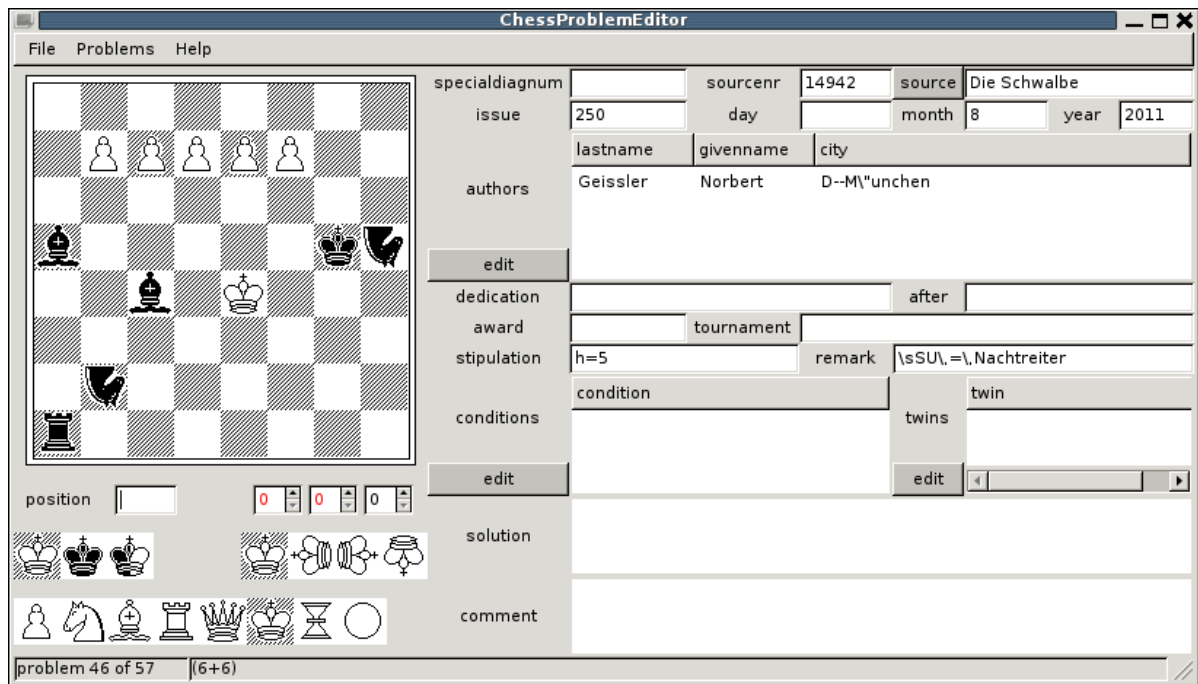 ChessProblemEditor
File Problems Help
specialdiagnum sourcenr 14942 source Die Schwalbe
issue 250 day month 8 year 2011
lastname givenname city
authors Geissler Norbert D--M\"unchen
edit
dedication after
award tournament
stipulation h=5 remark \sSU\,=\,Nachtreiter
condition twin
conditions twins
edit edit
position 0 0 0
solution
comment
problem 46 of 57 (6+6)